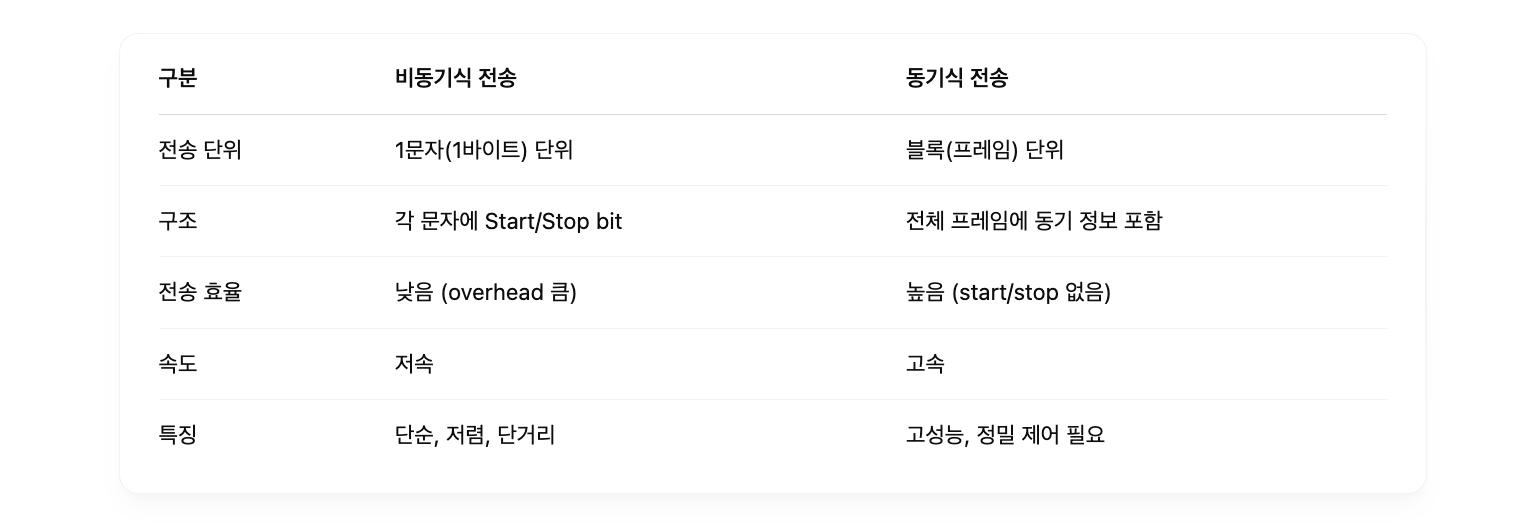 구분 비동기식 전송 동기식 전송
전송 단위 1문자(1바이트) 단위 블록(프레임) 단위
구조 각 문자에 Start/Stop bit 전체 프레임에 동기 정보 포함
전송 효율 낮음 (overhead 큼) 높음 (start/stop 없음)
속도 저속 고속
특징 단순, 저렴, 단거리 고성능, 정밀 제어 필요